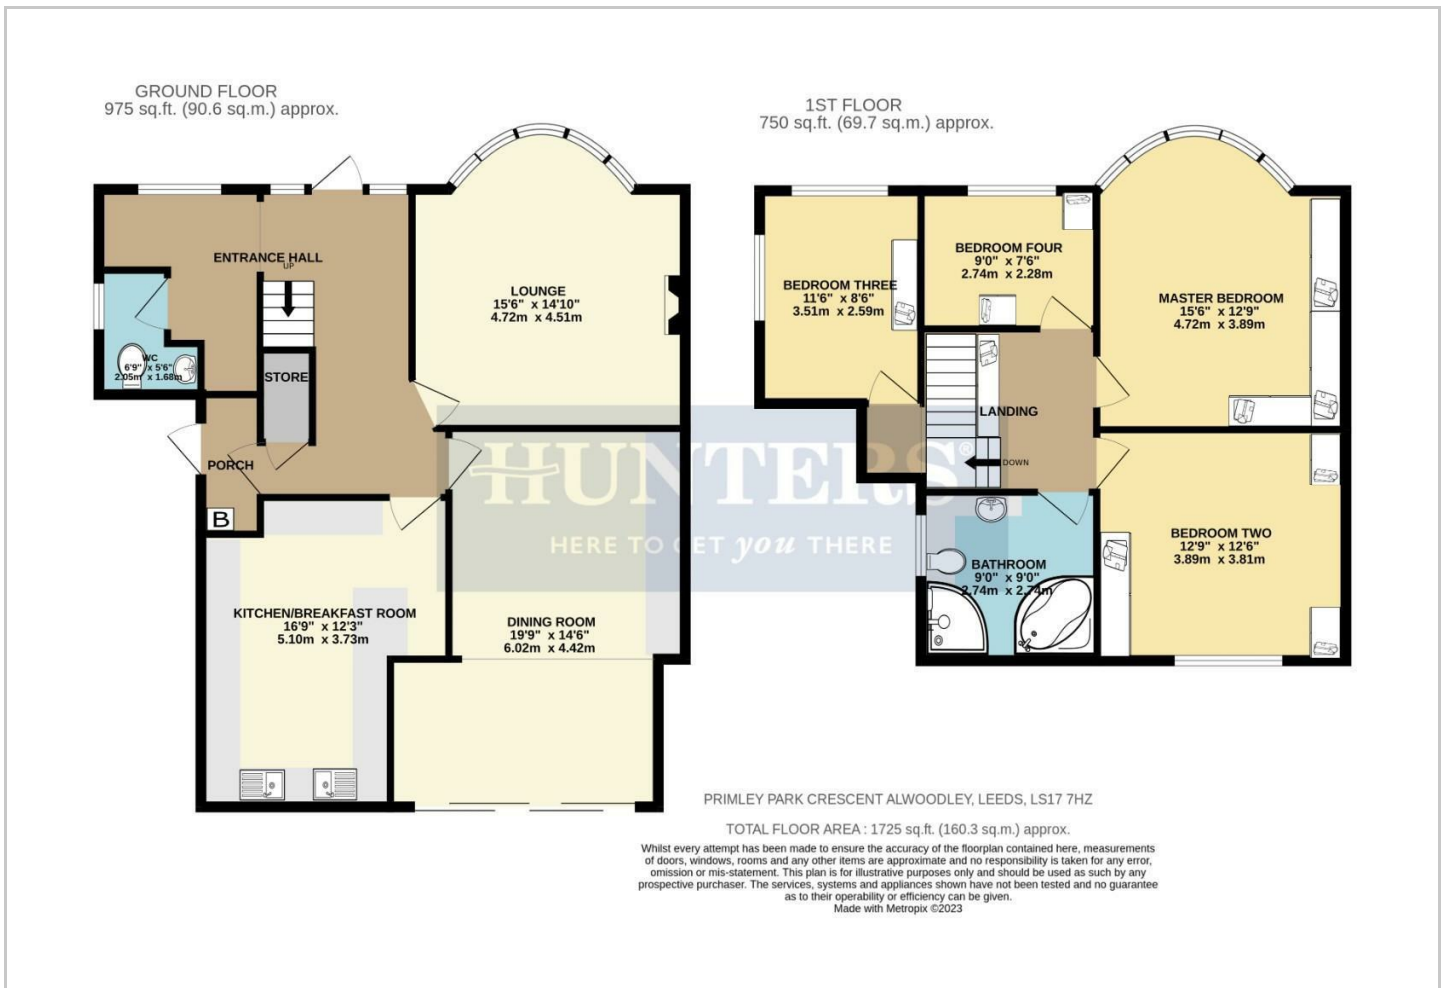 GROUND FLOOR
975 sq.ft. (90.6 sq.m.) approx.
1ST FLOOR
750 sq.ft. (69.7 sq.m.) approx.
ENTRANCE HALL
UP
LOUNGE
15'6" x 14'10"
4.72m x 4.51m
WC
6'9" x 5'6"
2.05m x 1.68m
STORE
PORCH
B
KITCHEN/BREAKFAST ROOM
16'9" x 12'3"
5.10m x 3.73m
DINING ROOM
19'9" x 14'6"
6.02m x 4.42m
BEDROOM THREE
11'6" x 8'6"
3.51m x 2.59m
BEDROOM FOUR
9'0" x 7'6"
2.74m x 2.28m
MASTER BEDROOM
15'6" x 12'9"
4.72m x 3.89m
LANDING
DOWN
BATHROOM
9'0" x 9'0"
2.74m x 2.74m
BEDROOM TWO
12'9" x 12'6"
3.89m x 3.81m
HUNTERS®
HERE TO GET you THERE
PRIMLEY PARK CRESCENT ALWOODLEY, LEEDS, LS17 7HZ
TOTAL FLOOR AREA : 1725 sq.ft. (160.3 sq.m.) approx.
Whilst every attempt has been made to ensure the accuracy of the floorplan contained here, measurements
of doors, windows, rooms and any other items are approximate and no responsibility is taken for any error,
omission or mis-statement. This plan is for illustrative purposes only and should be used as such by any
prospective purchaser. The services, systems and appliances shown have not been tested and no guarantee
as to their operability or efficiency can be given.
Made with Metropix ©2023